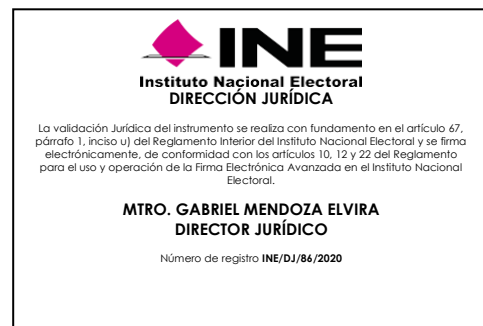 INE
Instituto Nacional Electoral
DIRECCIÓN JURÍDICA
La validación Jurídica del instrumento se realiza con fundamento en el artículo 67,
párrafo 1, inciso u) del Reglamento Interior del Instituto Nacional Electoral y se firma
electrónicamente, de conformidad con los artículos 10, 12 y 22 del Reglamento
para el uso y operación de la Firma Electrónica Avanzada en el Instituto Nacional
Electoral.
MTRO. GABRIEL MENDOZA ELVIRA
DIRECTOR JURÍDICO
Número de registro INE/DJ/86/2020